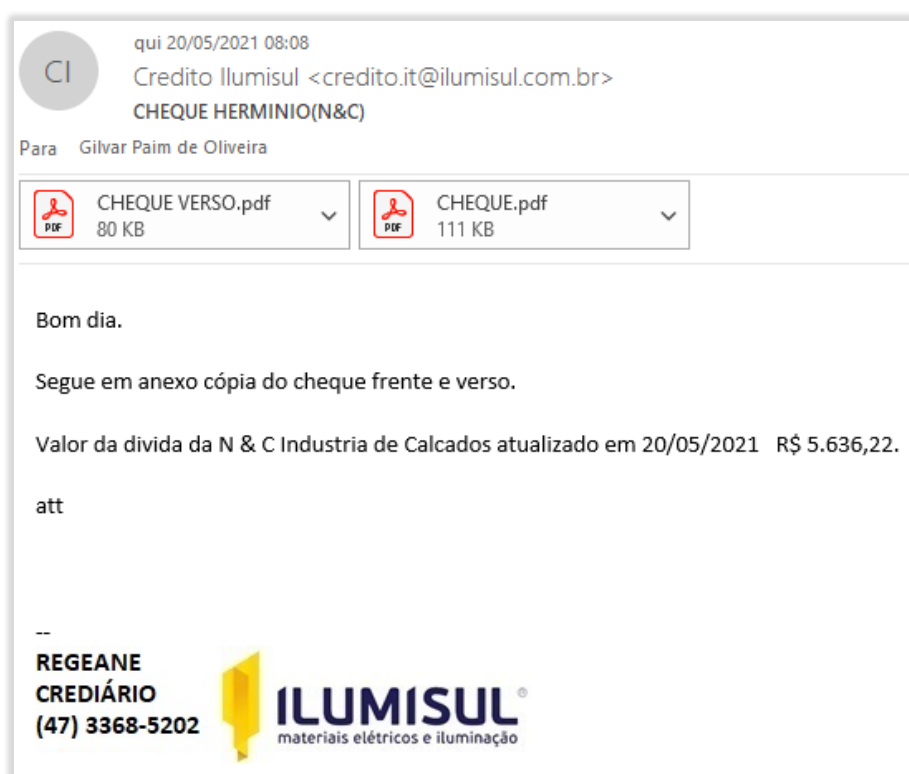 CI
qui 20/05/2021 08:08
Credito Ilumisul <credito.it@ilumisul.com.br>
CHEQUE HERMINIO(N&C)
Para Gilvar Paim de Oliveira
PDF CHEQUE VERSO.pdf
80 KB
PDF CHEQUE.pdf
111 KB
Bom dia.
Segue em anexo cópia do cheque frente e verso.
Valor da divida da N & C Industria de Calcados atualizado em 20/05/2021 R$ 5.636,22.
att
--
REGEANE
CREDIÁRIO
(47) 3368-5202
ILUMISUL®
materiais elétricos e iluminação